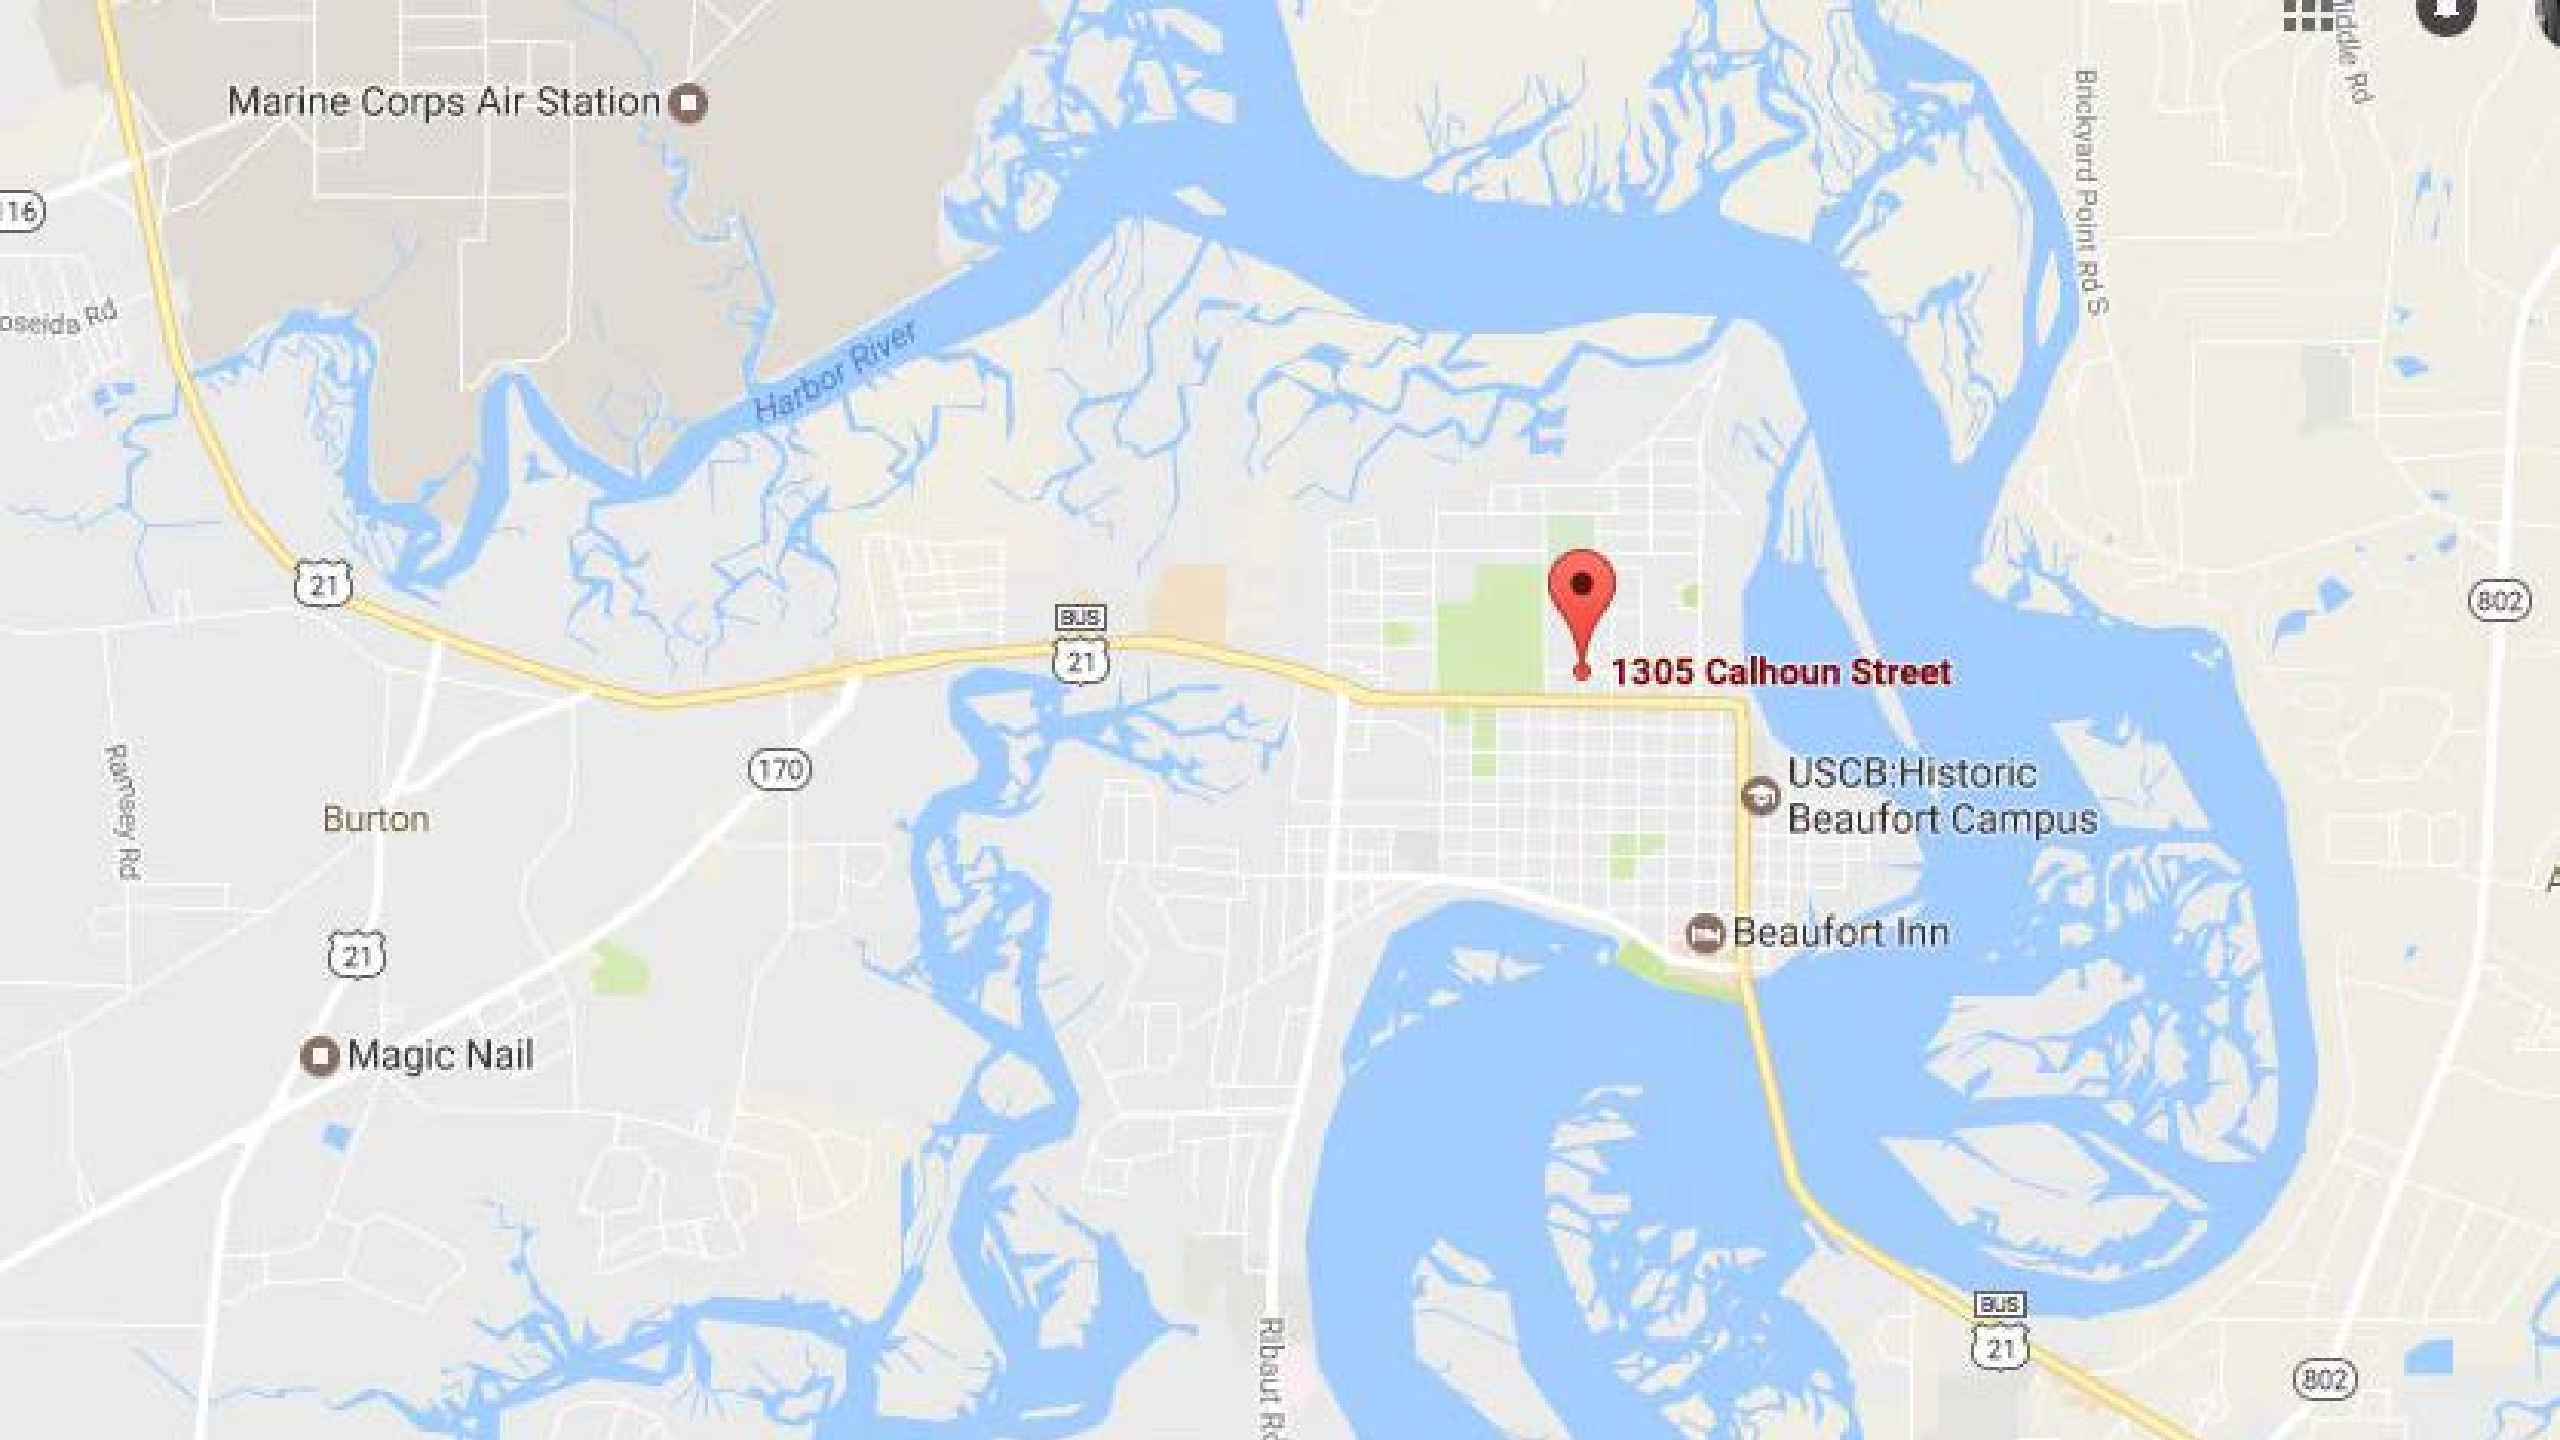 Marine Corps Air Station
Brickyard Point Rd S
ddle Rd
116
oseida Rd
Harbor River
21
BUS
21
802
1305 Calhoun Street
170
USCB:Historic
Beaufort Campus
Ramsey Rd
Burton
A
Beaufort Inn
21
Magic Nail
BUS
21
Ribaut Rd
802